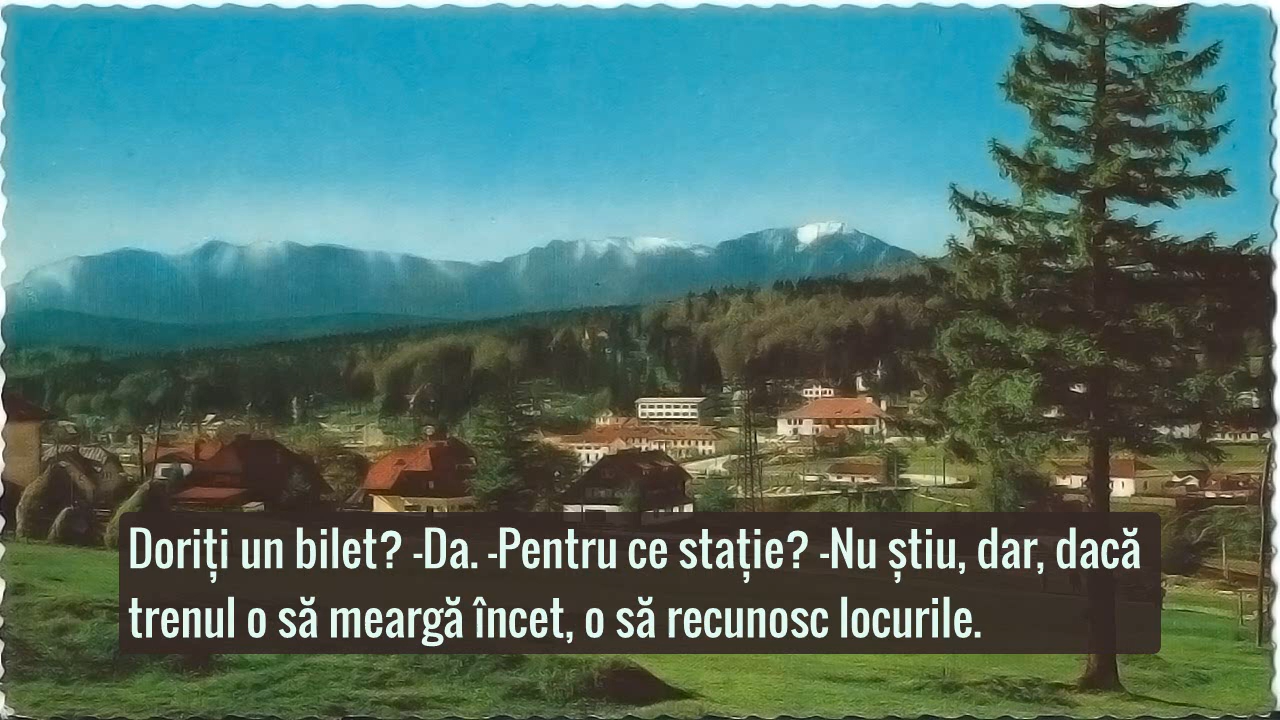 Doriți un bilet? -Da. -Pentru ce stație? -Nu știu, dar, dacă
trenul o să meargă încet, o să recunosc locurile.